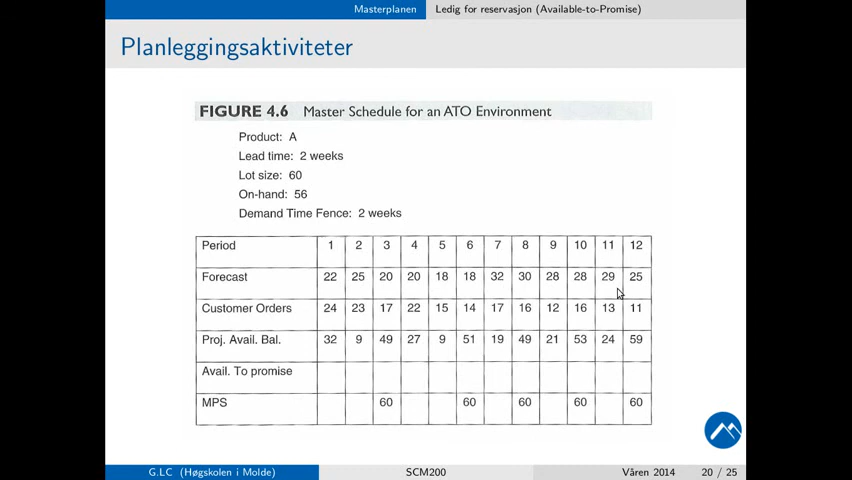 Masterplanen Ledig for reservasjon (Available-to-Promise)
Planleggingsaktiviteter
FIGURE 4.6 Master Schedule for an ATO Environment
Product: A
Lead time: 2 weeks
Lot size: 60
On-hand: 56
Demand Time Fence: 2 weeks
Period 1 2 3 4 5 6 7 8 9 10 11 12
Forecast 22 25 20 20 18 18 32 30 28 28 29 25
Customer Orders 24 23 17 22 15 14 17 16 12 16 13 11
Proj. Avail. Bal. 32 9 49 27 9 51 19 49 21 53 24 59
Avail. To promise
MPS 60 60 60 60 60
G.LC (Høgskolen i Molde) SCM200 Våren 2014 20 / 25